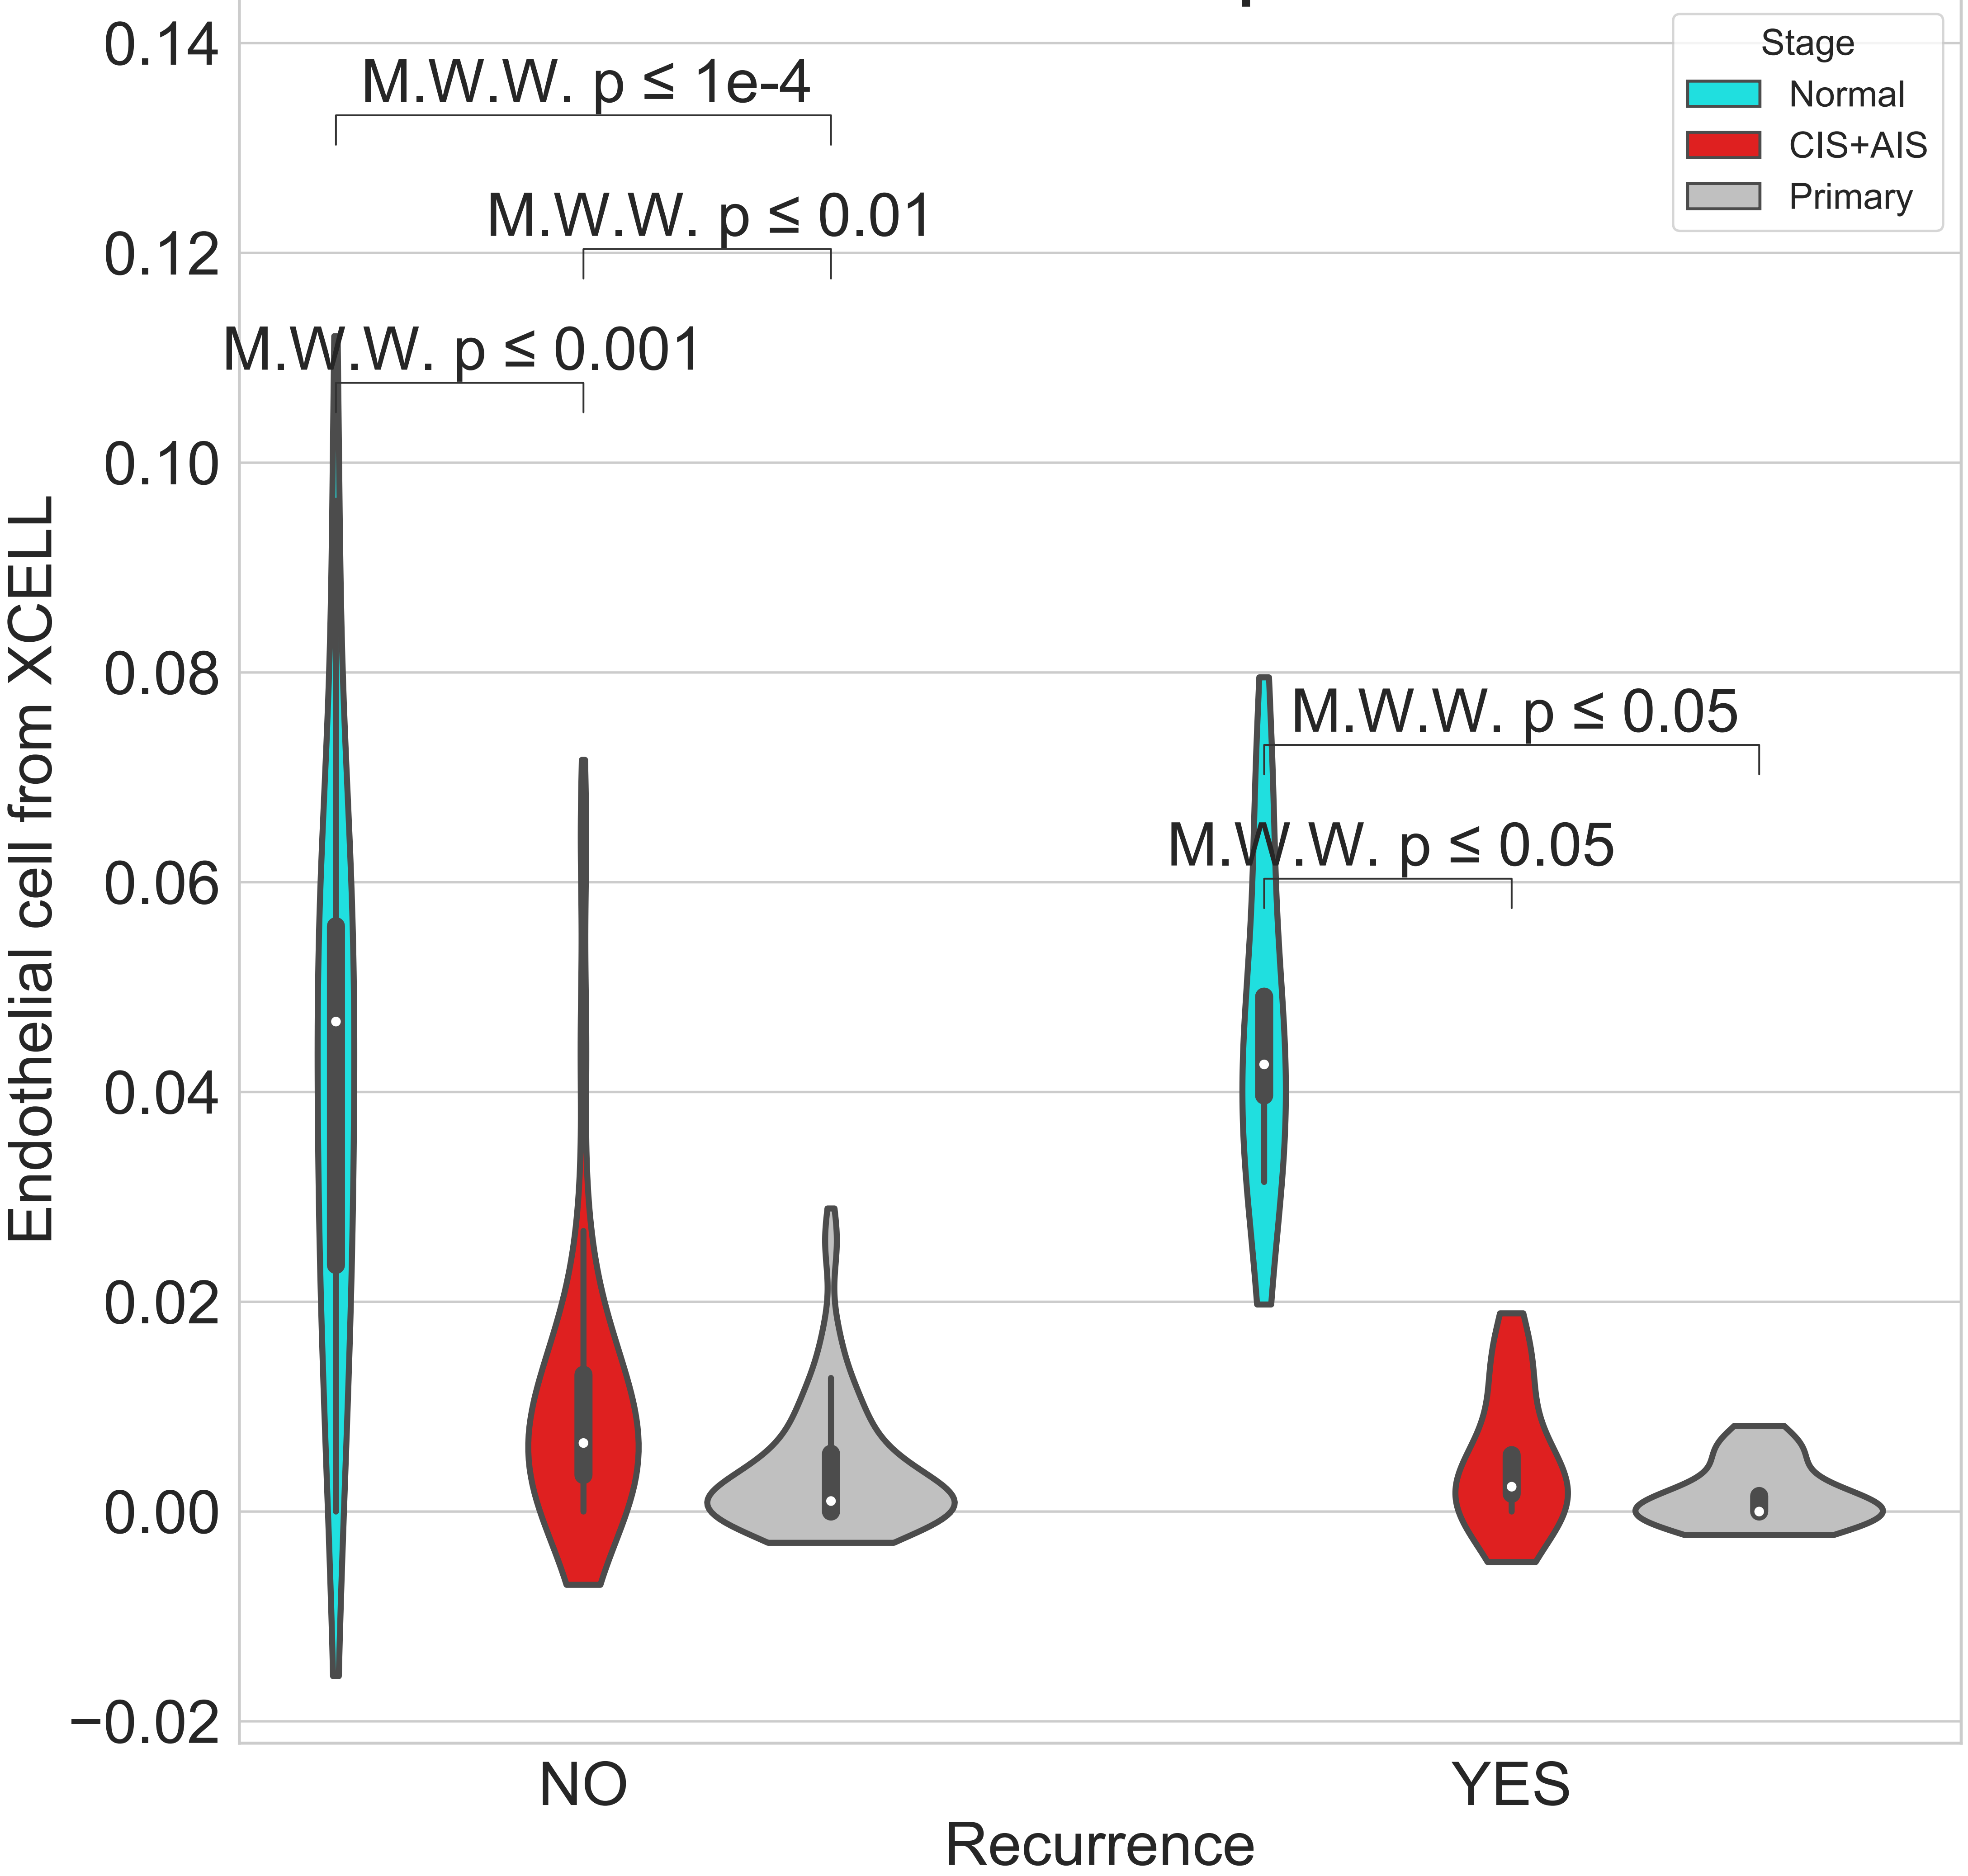 0.14
0.12
0.10
0.08
0.06
0.04
0.02
0.00
−0.02
Endothelial cell from XCELL
M.W.W. p ≤ 1e-4
M.W.W. p ≤ 0.01
M.W.W. p ≤ 0.001
M.W.W. p ≤ 0.05
M.W.W. p ≤ 0.05
Stage
Normal
CIS+AIS
Primary
NO
YES
Recurrence